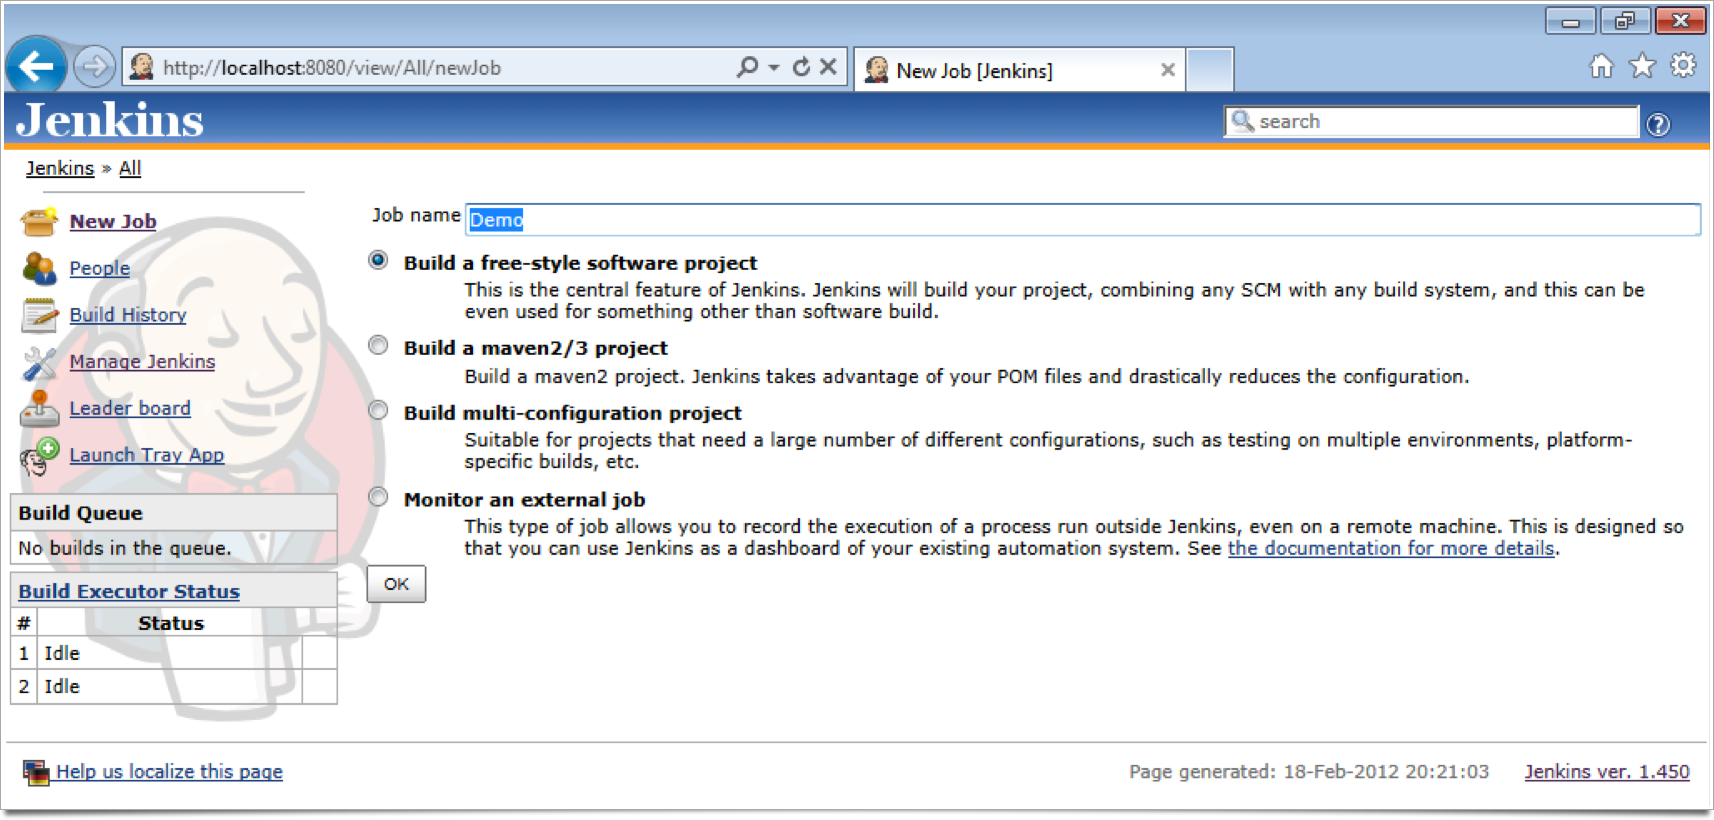 http://localhost:8080/view/All/newJob
New Job [Jenkins]
Jenkins
search
Jenkins » All
New Job
People
Build History
Manage Jenkins
Leader board
Launch Tray App
Build Queue
No builds in the queue.
Build Executor Status
# Status
1 Idle
2 Idle
Job name Demo
Build a free-style software project
This is the central feature of Jenkins. Jenkins will build your project, combining any SCM with any build system, and this can be
even used for something other than software build.
Build a maven2/3 project
Build a maven2 project. Jenkins takes advantage of your POM files and drastically reduces the configuration.
Build multi-configuration project
Suitable for projects that need a large number of different configurations, such as testing on multiple environments, platform-
specific builds, etc.
Monitor an external job
This type of job allows you to record the execution of a process run outside Jenkins, even on a remote machine. This is designed so
that you can use Jenkins as a dashboard of your existing automation system. See the documentation for more details.
OK
Help us localize this page
Page generated: 18-Feb-2012 20:21:03 Jenkins ver. 1.450